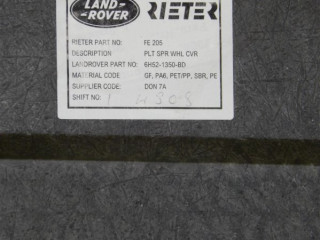 LAND-
ROVER RIETER
RIETER PART NO: FE 205
DESCRIPTION PLT SPR WHL CVR
LANDROVER PART NO: 6H52-1350-BD
MATERIAL CODE GF, PA6, PET/PP, SBR, PE
SUPPLIER CODE: DON 7A
SHIFT NO: 1